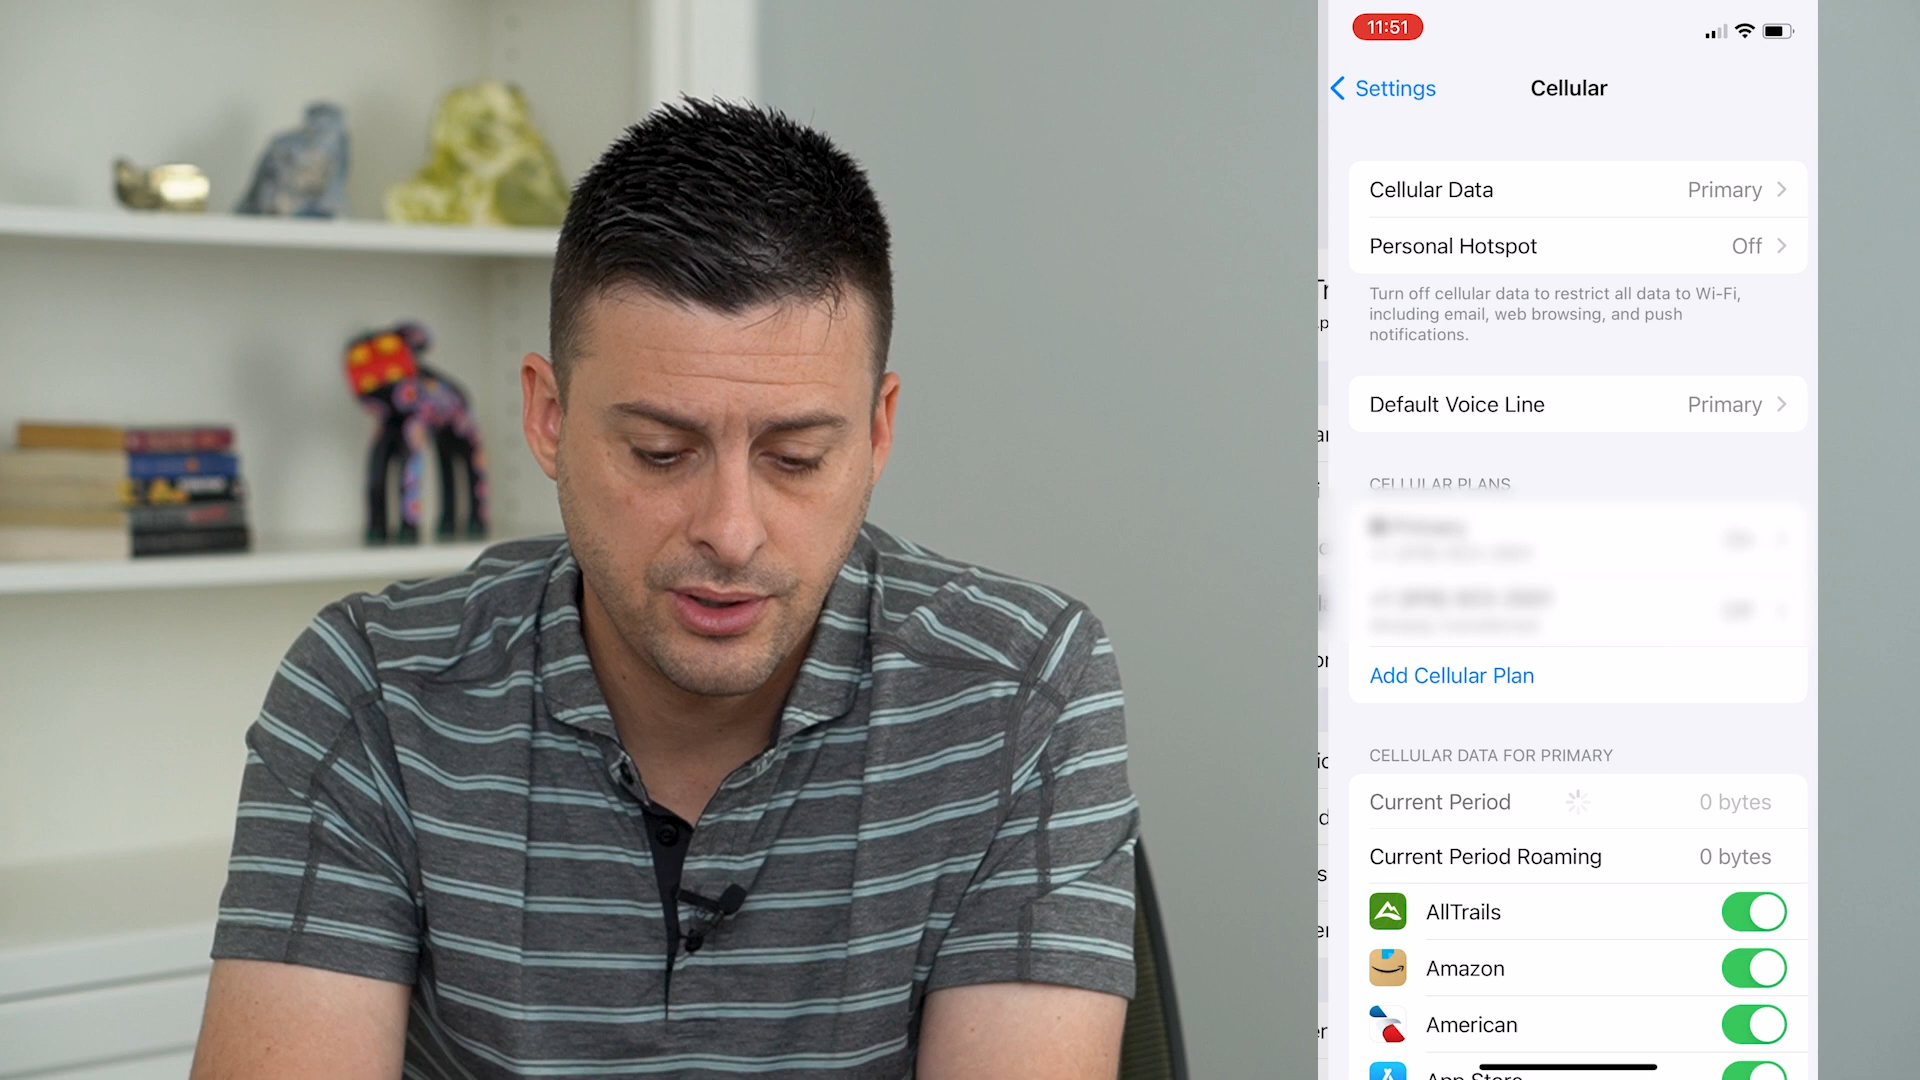 11:51
Settings
Cellular
Cellular Data Primary
Personal Hotspot Off
Turn off cellular data to restrict all data to Wi-Fi,
including email, web browsing, and push
notifications.
Default Voice Line Primary
CELLULAR PLANS
Add Cellular Plan
CELLULAR DATA FOR PRIMARY
Current Period 0 bytes
Current Period Roaming 0 bytes
AllTrails
Amazon
American
App Store